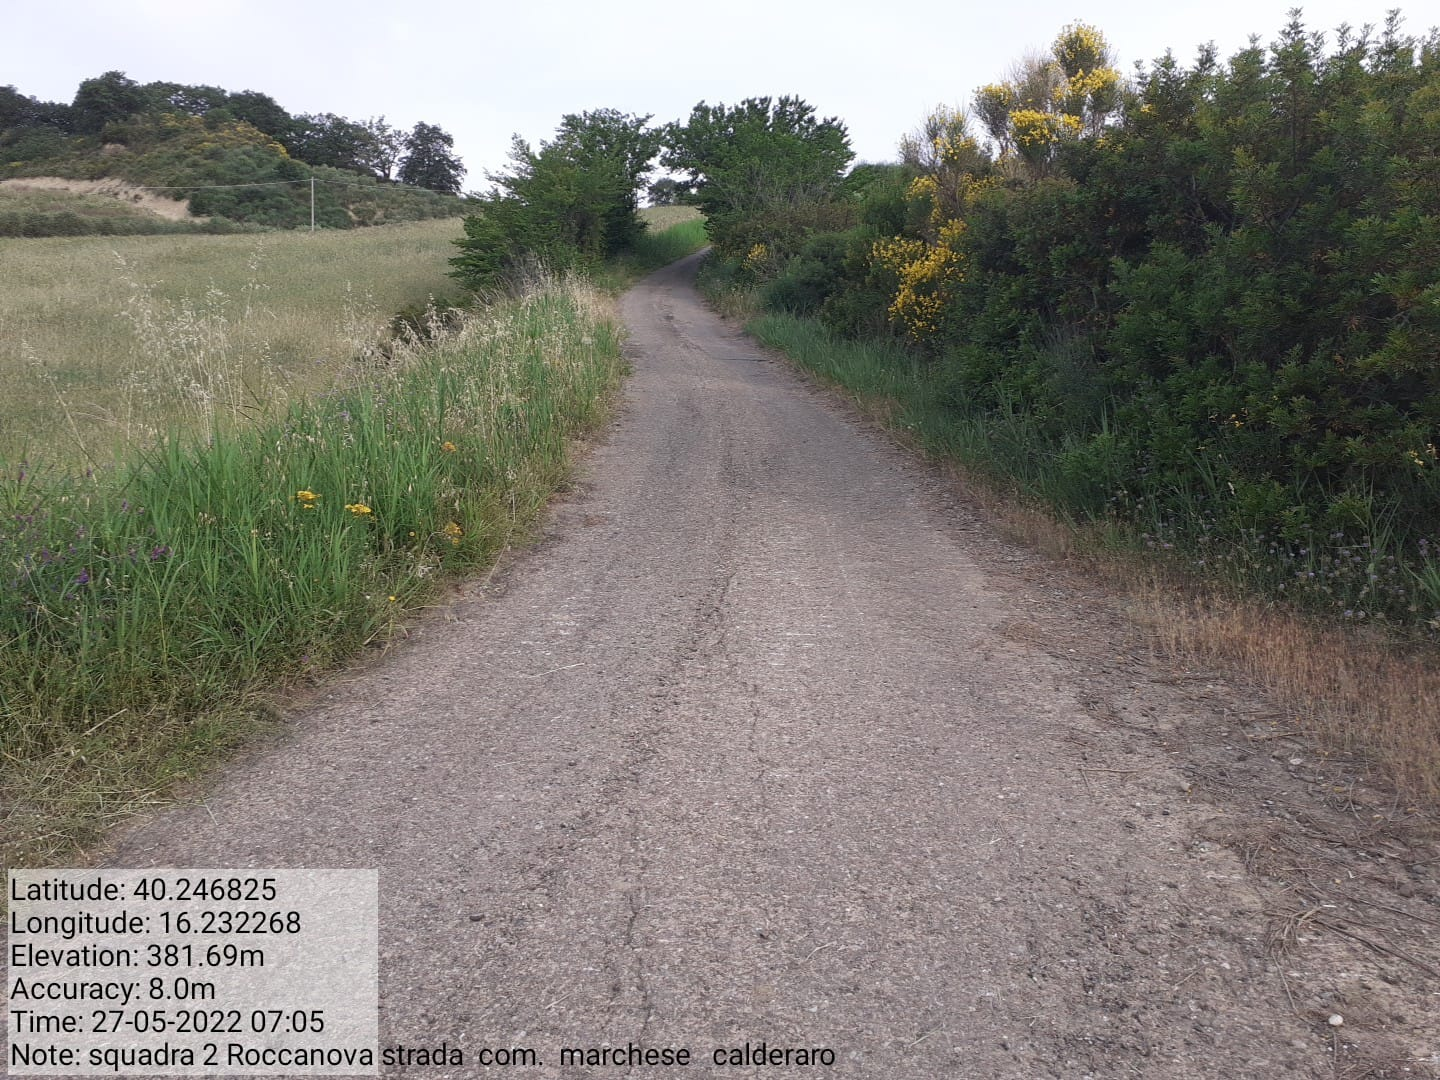 Latitude: 40.246825
Longitude: 16.232268
Elevation: 381.69m
Accuracy: 8.0m
Time: 27-05-2022 07:05
Note: squadra 2 Roccanova strada com. marchese calderaro